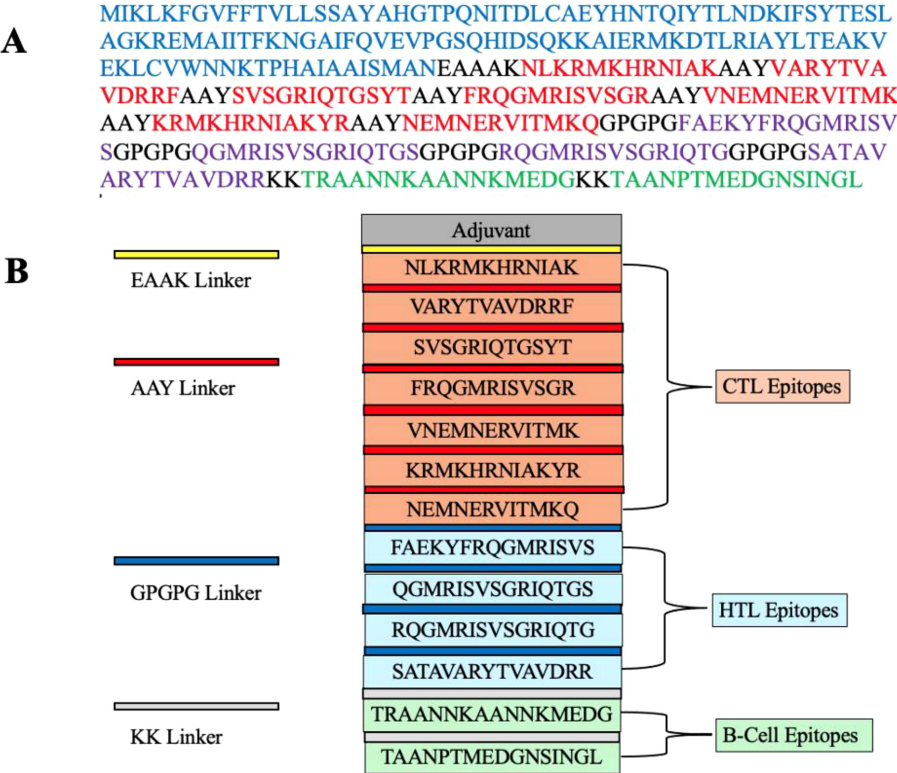 A
MIKLKFGVFFTVLLSSAYAHGTPQNITDLCAEYHNTQIYTLNDKIFSYTESL
AGKREMAIITFKNGAIFQVEVPGSQHIDSQKKAIERMKDTLRIAYLTEAKV
EKLCVWNNKTPHAIAAISMANEAAAKNLKRMKHRNIAKAAYVARYTVA
VDRRFAAYSVSGRIQTGSYTAAYFRQGMRISVSGRAAYVNEMNERVITMK
AAYKRMKHRNIAKYRAAYNEMNERVITMKQGPGPGFAEKYFRQGMRISV
SGPGPGQGMRISVSGRIQTGSGPGPGRQGMRISVSGRIQTGGPGPGSATAV
ARYTVAVDRRKKTRAANNKAANNKMEDGKKTAANPTMEDGNSINGL
B
EAAK Linker
AAY Linker
GPGPG Linker
KK Linker
Adjuvant
NLKRMKHRNIAK
VARYTVAVDRRF
SVSGRIQTGSYT
FRQGMRISVSGR
VNEMNERVITMK
KRMKHRNIAKYR
NEMNERVITMKQ
FAEKYFRQGMRISVS
QGMRISVSGRIQTGS
RQGMRISVSGRIQTG
SATAVARYTVAVDRR
TRAANNKAANNKMEDG
TAANPTMEDGNSINGL
CTL Epitopes
HTL Epitopes
B-Cell Epitopes